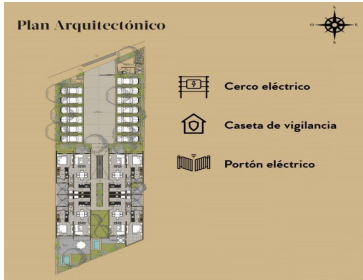 Plan Arquitectónico
N
Cerco eléctrico
Caseta de vigilancia
Portón eléctrico